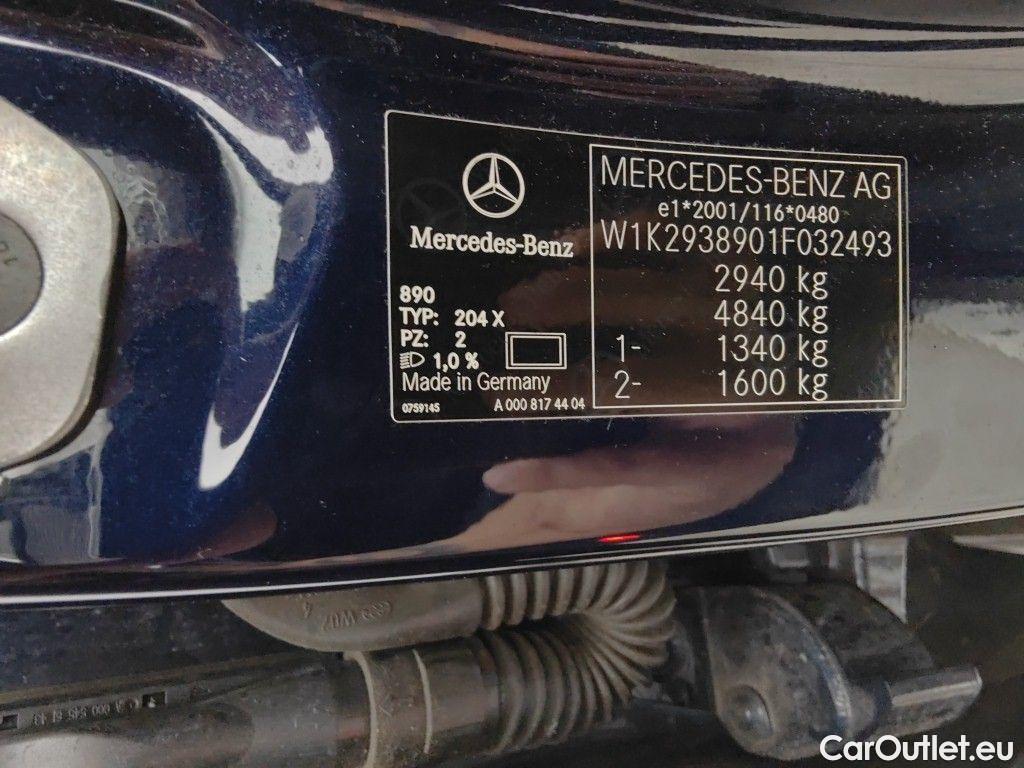 Mercedes-Benz
890
TYP: 204 X
PZ: 2
1,0 %
Made in Germany
0759145 A 000 817 44 04
MERCEDES-BENZ AG
e1*2001/116*0480
W1K2938901F032493
2940 kg
4840 kg
1- 1340 kg
2- 1600 kg
CarOutlet.eu